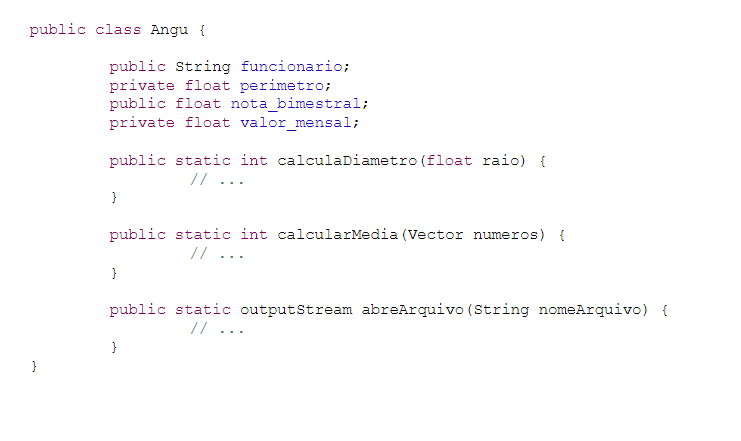 public class Angu {
public String funcionario;
private float perimetro;
public float nota_bimestral;
private float valor_mensal;
public static int calculaDiametro(float raio) {
// ...
}
public static int calcularMedia(Vector numeros) {
// ...
}
public static outputStream abreArquivo(String nomeArquivo) {
// ...
}
}